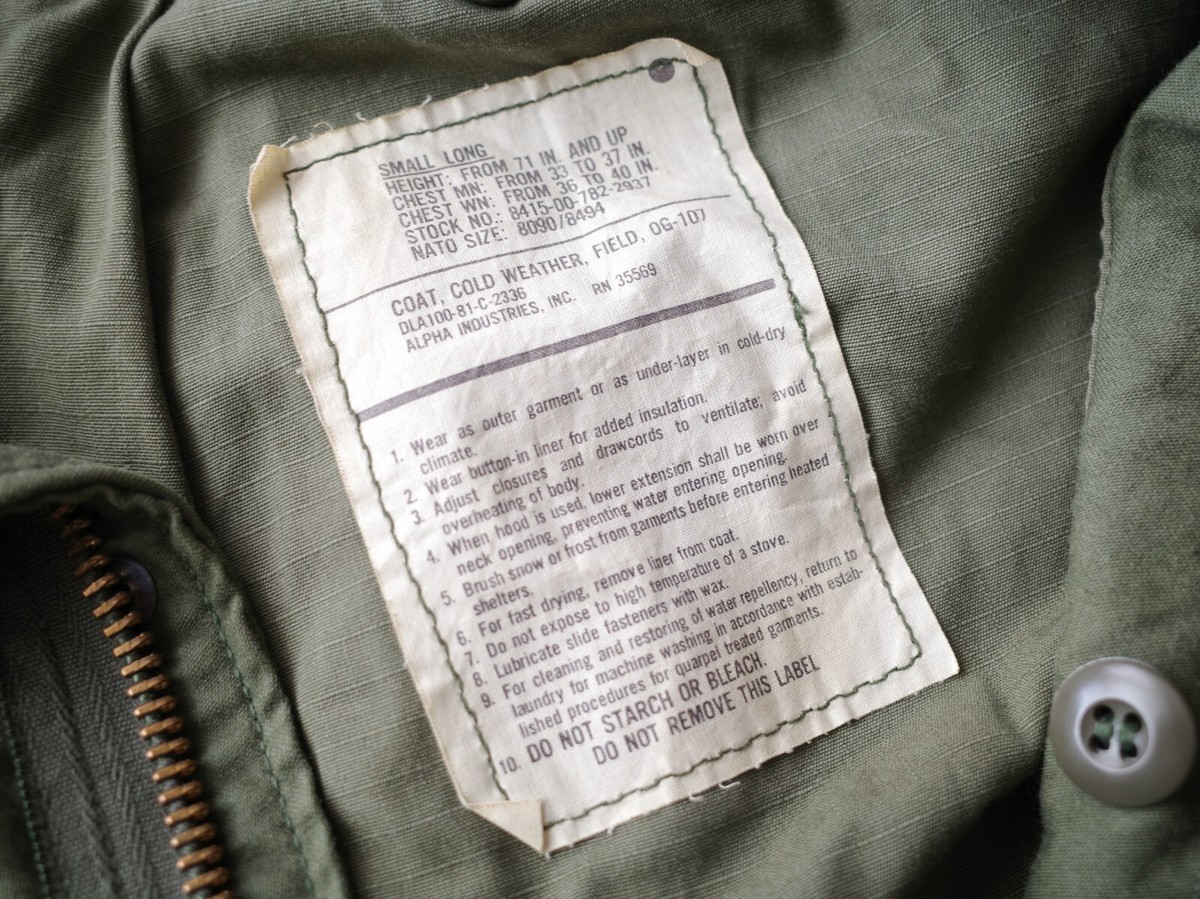 SMALL LONG
HEIGHT: FROM 71 IN. AND UP
CHEST MN: FROM 33 TO 37 IN.
CHEST WN: FROM 36 TO 40 IN.
STOCK NO.: 8415-00-782-2937
NATO SIZE: 8090/8494
COAT, COLD WEATHER, FIELD, OG-107
DLA100-81-C-2336
ALPHA INDUSTRIES, INC. RN 35569
1. Wear as outer garment or as under-layer in cold-dry
climate.
2. Wear button-in liner for added insulation.
3. Adjust closures and drawcords to ventilate; avoid
overheating of body.
4. When hood is used, lower extension shall be worn over
neck opening, preventing water entering opening.
5. Brush snow or frost from garments before entering heated
shelters.
6. For fast drying, remove liner from coat.
7. Do not expose to high temperature of a stove.
8. Lubricate slide fasteners with wax.
9. For cleaning and restoring of water repellency, return to
laundry for machine washing in accordance with estab-
lished procedures for quarpel treated garments.
10. DO NOT STARCH OR BLEACH.
DO NOT REMOVE THIS LABEL